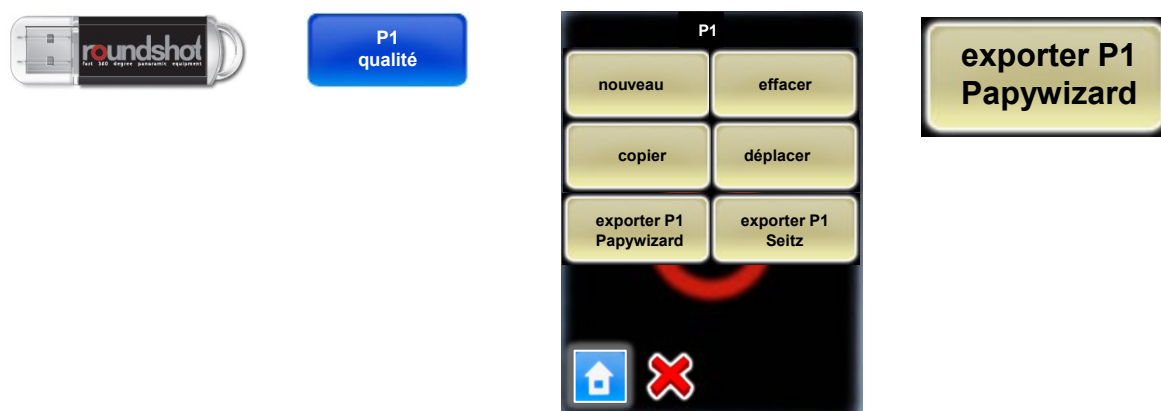 roundshot
fast 360 degree panoramic equipment
P1
qualité
P1
nouveau
effacer
copier
déplacer
exporter P1
Papywizard
exporter P1
Seitz
exporter P1
Papywizard